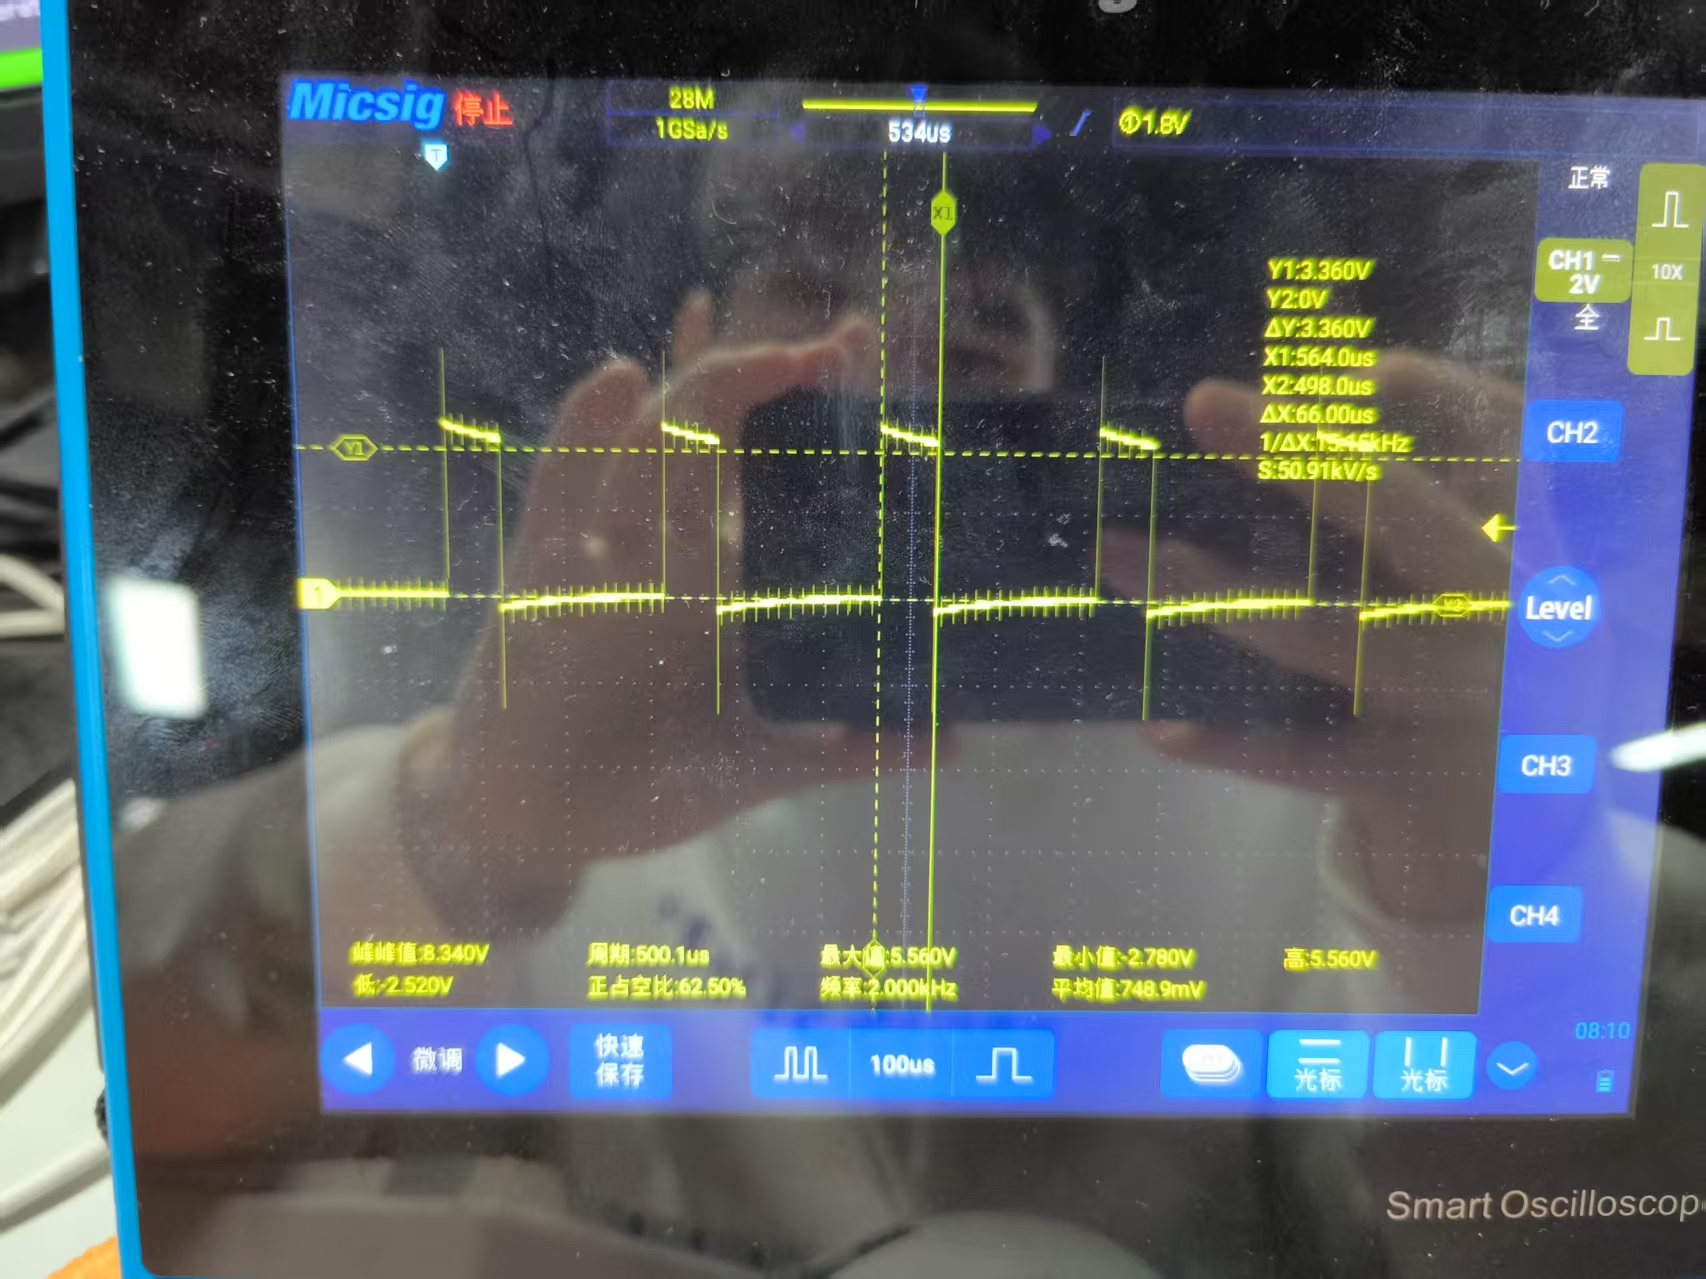 Micsig 停止
28M
1GSa/s
534us
1.8V
T
正常
X1
CH1
2V
10X
全
Y1:3.360V
Y2:0V
ΔY:3.360V
X1:564.0us
X2:498.0us
ΔX:66.00us
1/ΔX:15.15kHz
S:50.91kV/s
Y1
CH2
1
Level
CH3
CH4
峰峰值:8.340V
周期:500.1us
最大值:5.560V
最小值:-2.780V
高:5.560V
低:-2.520V
正占空比:62.50%
频率:2.000kHz
平均值:748.9mV
08:10
微调
快速
保存
100us
光标
光标
Smart Oscilloscop